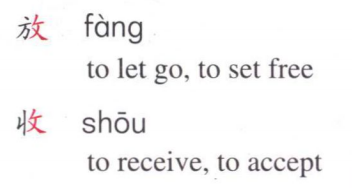 放 fàng
to let go, to set free
收 shōu
to receive, to accept